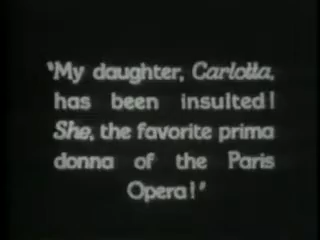 "My daughter, Carlotta,
has been insulted!
She, the favorite prima
donna of the Paris
Opera!"